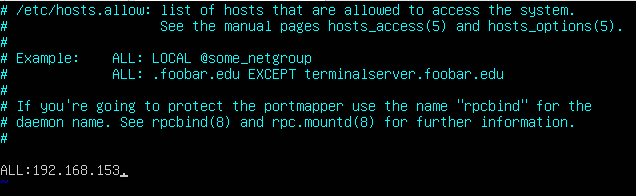 # /etc/hosts.allow: list of hosts that are allowed to access the system.
#                   See the manual pages hosts_access(5) and hosts_options(5).
#
# Example:    ALL: LOCAL @some_netgroup
#             ALL: .foobar.edu EXCEPT terminalserver.foobar.edu
#
# If you're going to protect the portmapper use the name "rpcbind" for the
# daemon name. See rpcbind(8) and rpc.mountd(8) for further information.
#
ALL:192.168.153.
~